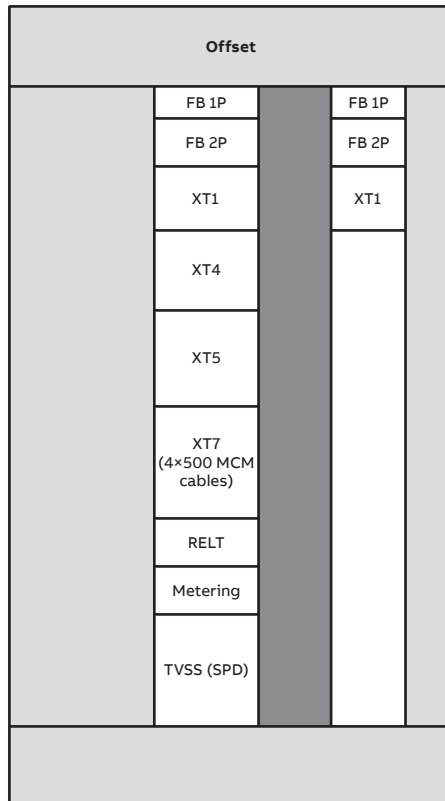 Offset
FB 1P
FB 2P
XT1
XT4
XT5
XT7
(4×500 MCM
cables)
RELT
Metering
TVSS (SPD)
FB 1P
FB 2P
XT1